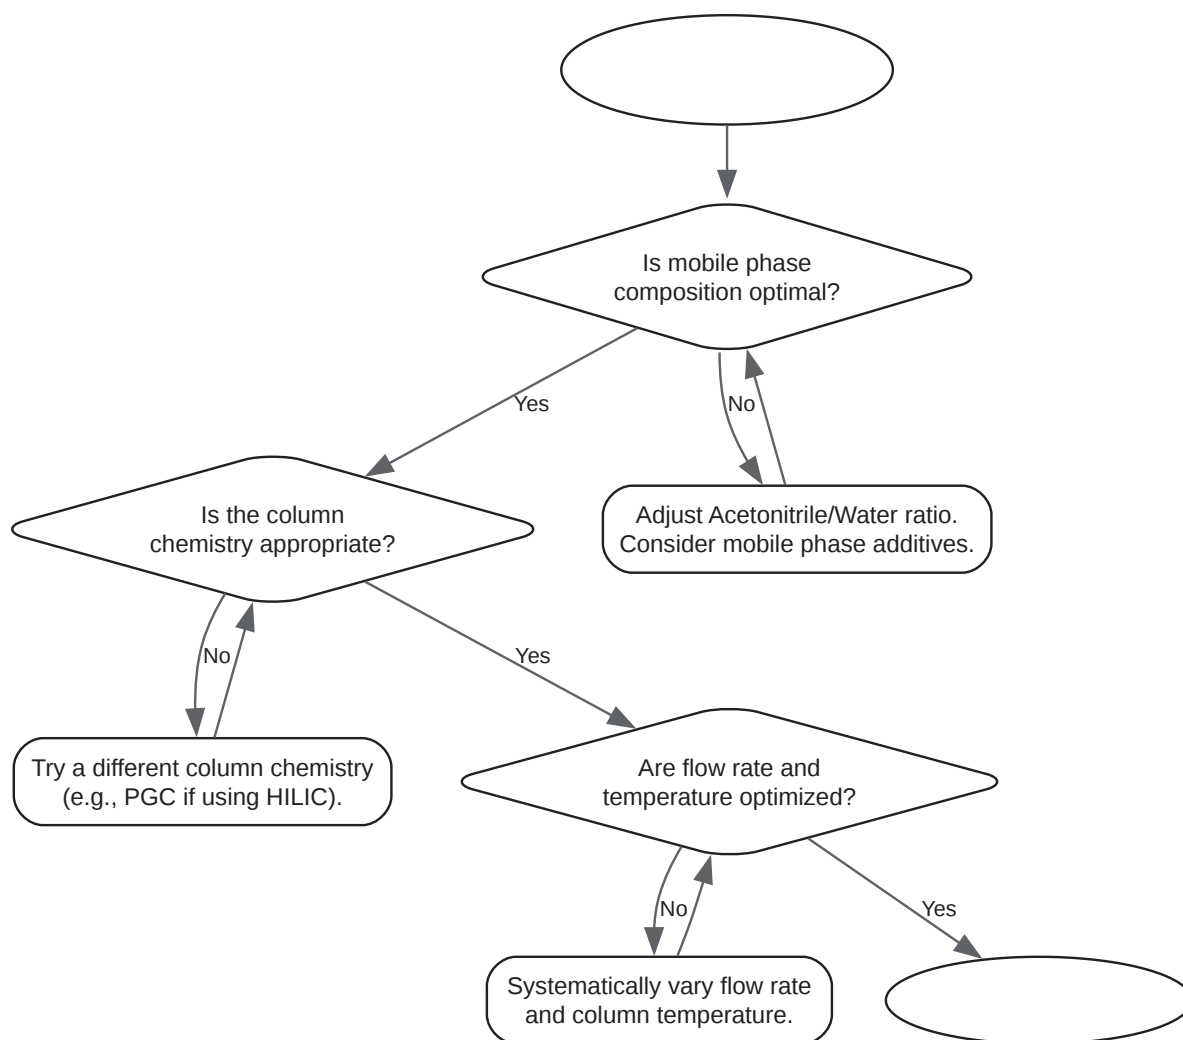 Is mobile phase
composition optimal?
Yes
No
Is the column
chemistry appropriate?
Adjust Acetonitrile/Water ratio.
Consider mobile phase additives.
No
Yes
Try a different column chemistry
(e.g., PGC if using HILIC).
Are flow rate and
temperature optimized?
No
Yes
Systematically vary flow rate
and column temperature.